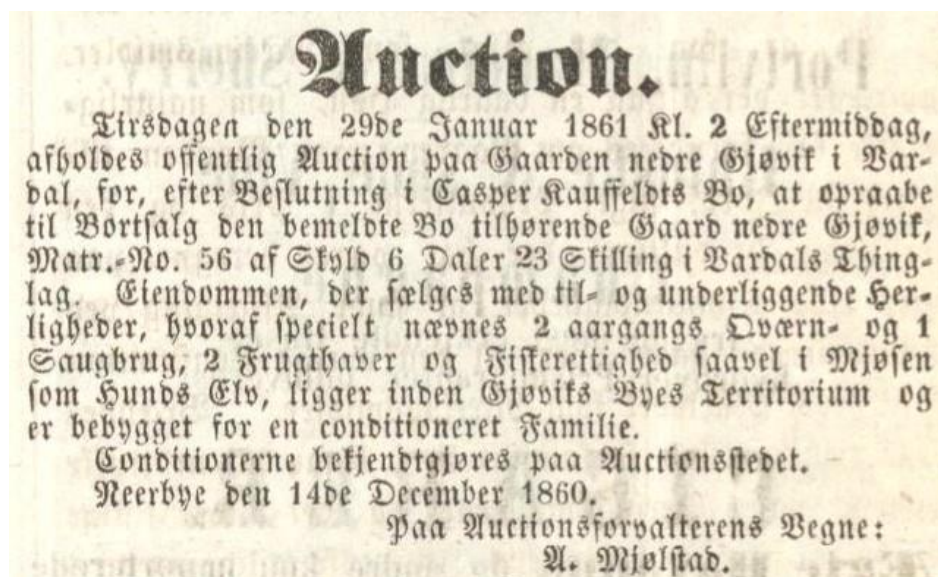 Auction.
Tirsdagen den 29de Januar 1861 Kl. 2 Eftermiddag,
afholdes offentlig Auction paa Gaarden nedre Gjøvik i Var-
dal, for, efter Beslutning i Casper Kauffeldts Bo, at opraabe
til Bortsalg den bemeldte Bo tilhørende Gaard nedre Gjøvik,
Matr.-No. 56 af Skyld 6 Daler 23 Skilling i Vardals Thing-
lag. Eiendommen, der sælges med til- og underliggende Her-
ligheder, hvoraf specielt nævnes 2 aargangs Qværn- og 1
Saugbrug, 2 Frugthaver og Fiskerettighed saavel i Mjøsen
som Hunds Elv, ligger inden Gjøviks Byes Territorium og
er bebygget for en conditioneret Familie.
Conditionerne bekjendtgjøres paa Auctionsstedet.
Neerbye den 14de December 1860.
Paa Auctionsforvalterens Vegne:
A. Mjølstad.